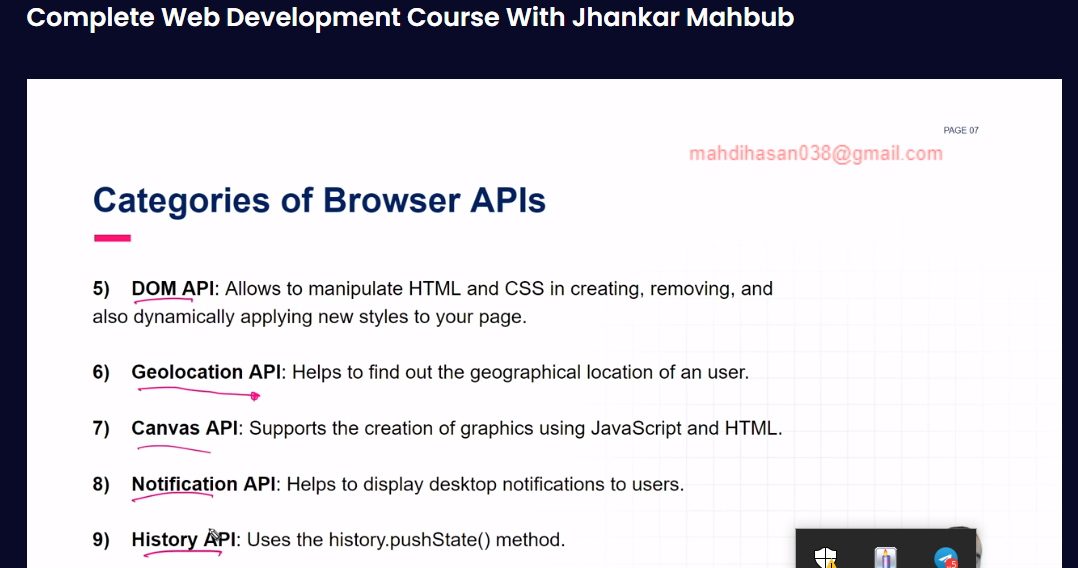 Complete Web Development Course With Jhankar Mahbub
PAGE 07
mahdihasan038@gmail.com
Categories of Browser APIs
5) DOM API: Allows to manipulate HTML and CSS in creating, removing, and
also dynamically applying new styles to your page.
6) Geolocation API: Helps to find out the geographical location of an user.
7) Canvas API: Supports the creation of graphics using JavaScript and HTML.
8) Notification API: Helps to display desktop notifications to users.
9) History API: Uses the history.pushState() method.